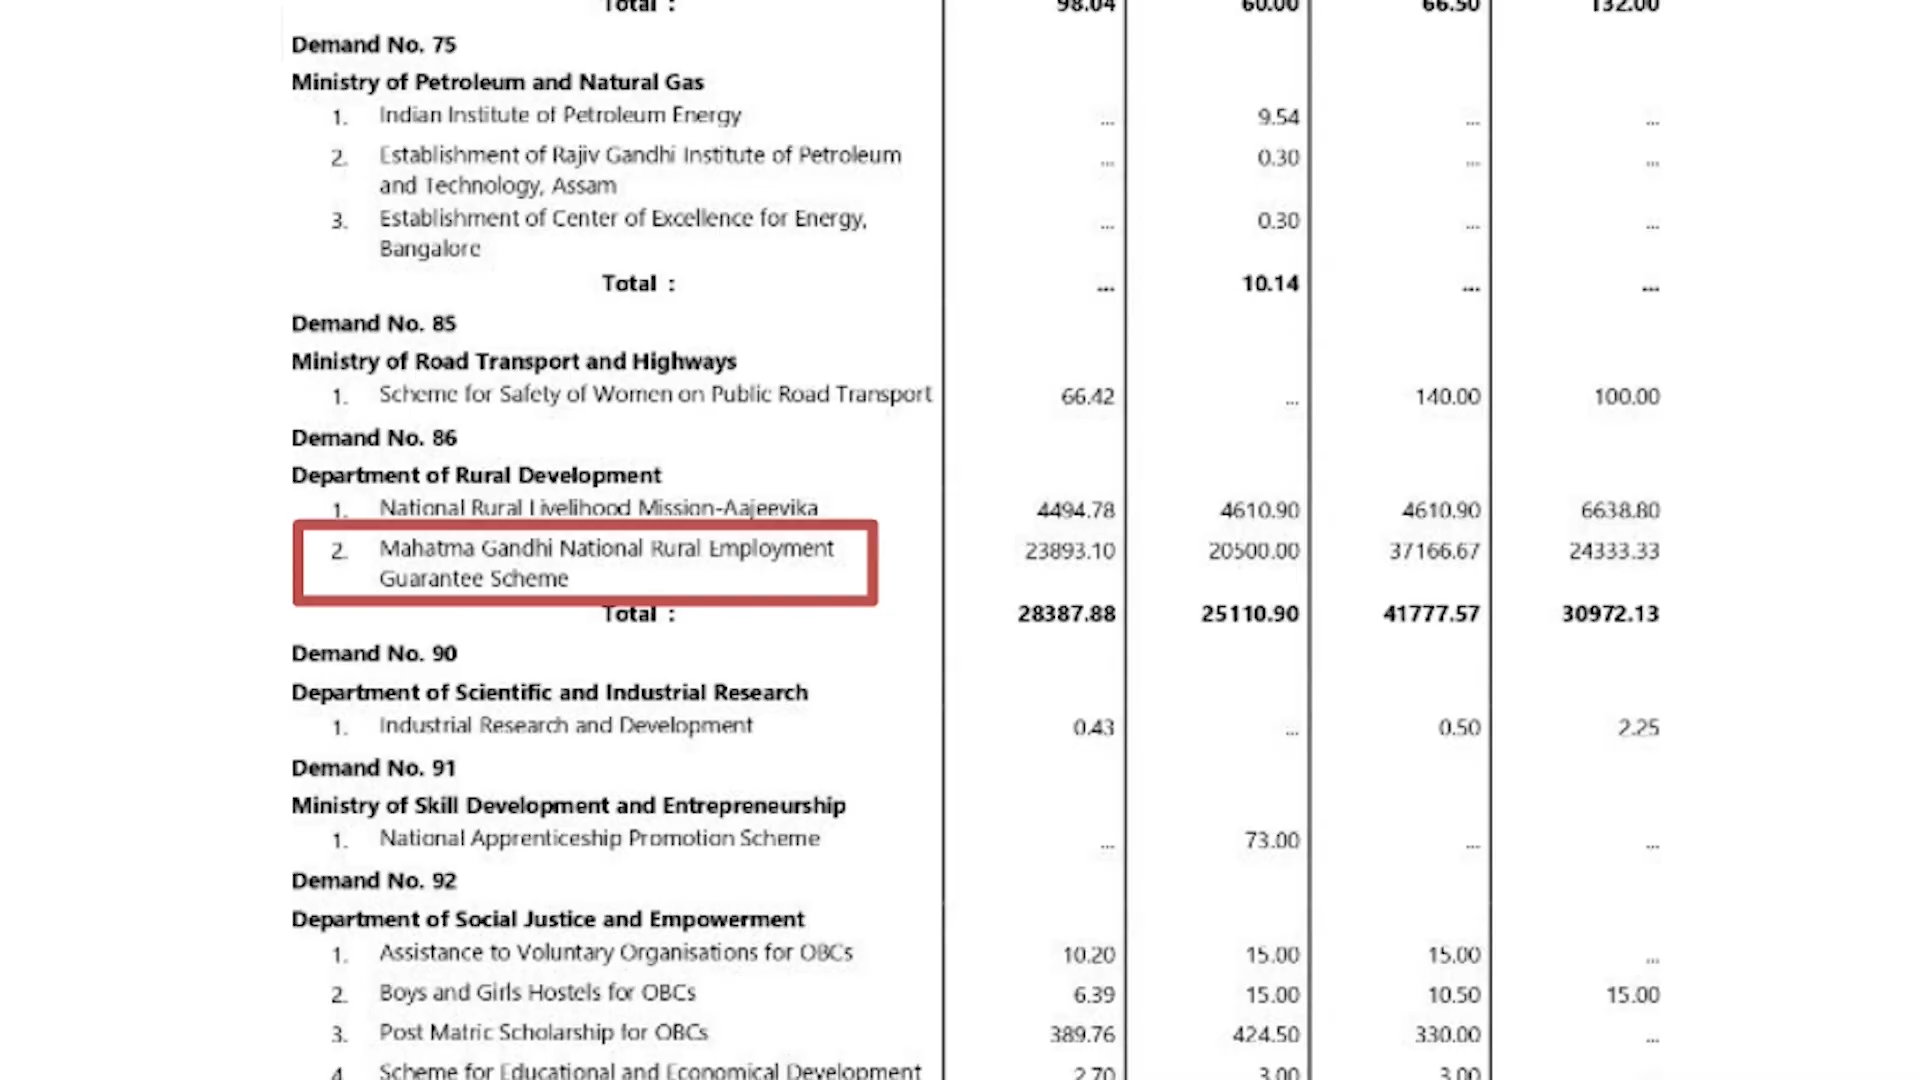 Total : 98.04 60.00 66.50 132.00
Demand No. 75
Ministry of Petroleum and Natural Gas
1. Indian Institute of Petroleum Energy ... 9.54 ... ...
2. Establishment of Rajiv Gandhi Institute of Petroleum ... 0.30 ... ...
and Technology, Assam
3. Establishment of Center of Excellence for Energy, ... 0.30 ... ...
Bangalore
Total : ... 10.14 ... ...
Demand No. 85
Ministry of Road Transport and Highways
1. Scheme for Safety of Women on Public Road Transport 66.42 ... 140.00 100.00
Demand No. 86
Department of Rural Development
1. National Rural Livelihood Mission-Aajeevika 4494.78 4610.90 4610.90 6638.80
2. Mahatma Gandhi National Rural Employment 23893.10 20500.00 37166.67 24333.33
Guarantee Scheme
Total : 28387.88 25110.90 41777.57 30972.13
Demand No. 90
Department of Scientific and Industrial Research
1. Industrial Research and Development 0.43 ... 0.50 2.25
Demand No. 91
Ministry of Skill Development and Entrepreneurship
1. National Apprenticeship Promotion Scheme ... 73.00 ... ...
Demand No. 92
Department of Social Justice and Empowerment
1. Assistance to Voluntary Organisations for OBCs 10.20 15.00 15.00 ...
2. Boys and Girls Hostels for OBCs 6.39 15.00 10.50 15.00
3. Post Matric Scholarship for OBCs 389.76 424.50 330.00 ...
4. Scheme for Educational and Economical Development 2.70 3.00 3.00